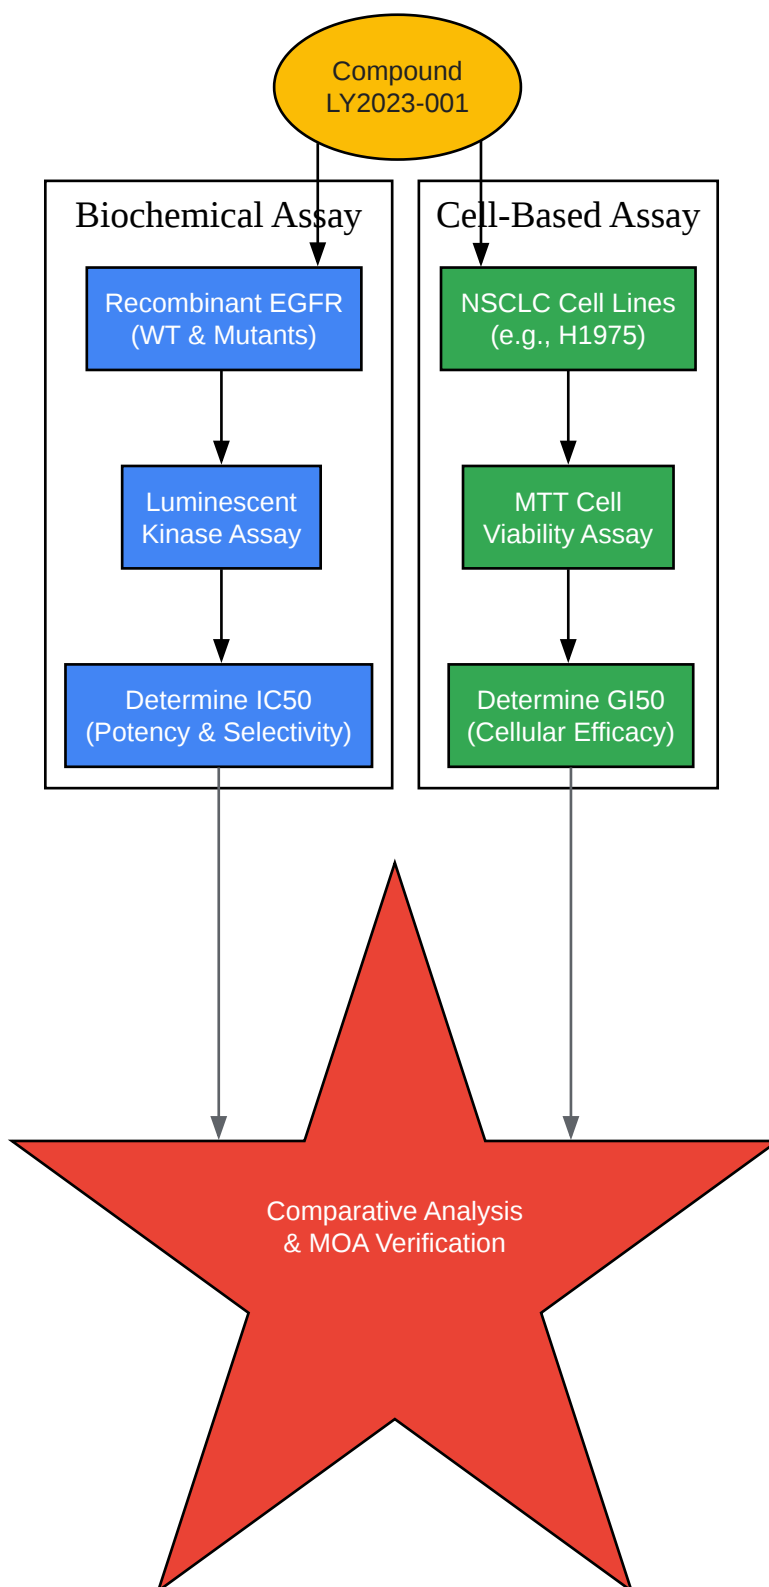 Compound
LY2023-001
Biochemical Assay
Cell-Based Assay
Recombinant EGFR
(WT & Mutants)
NSCLC Cell Lines
(e.g., H1975)
Luminescent
Kinase Assay
MTT Cell
Viability Assay
Determine IC50
(Potency & Selectivity)
Determine GI50
(Cellular Efficacy)
Comparative Analysis
& MOA Verification